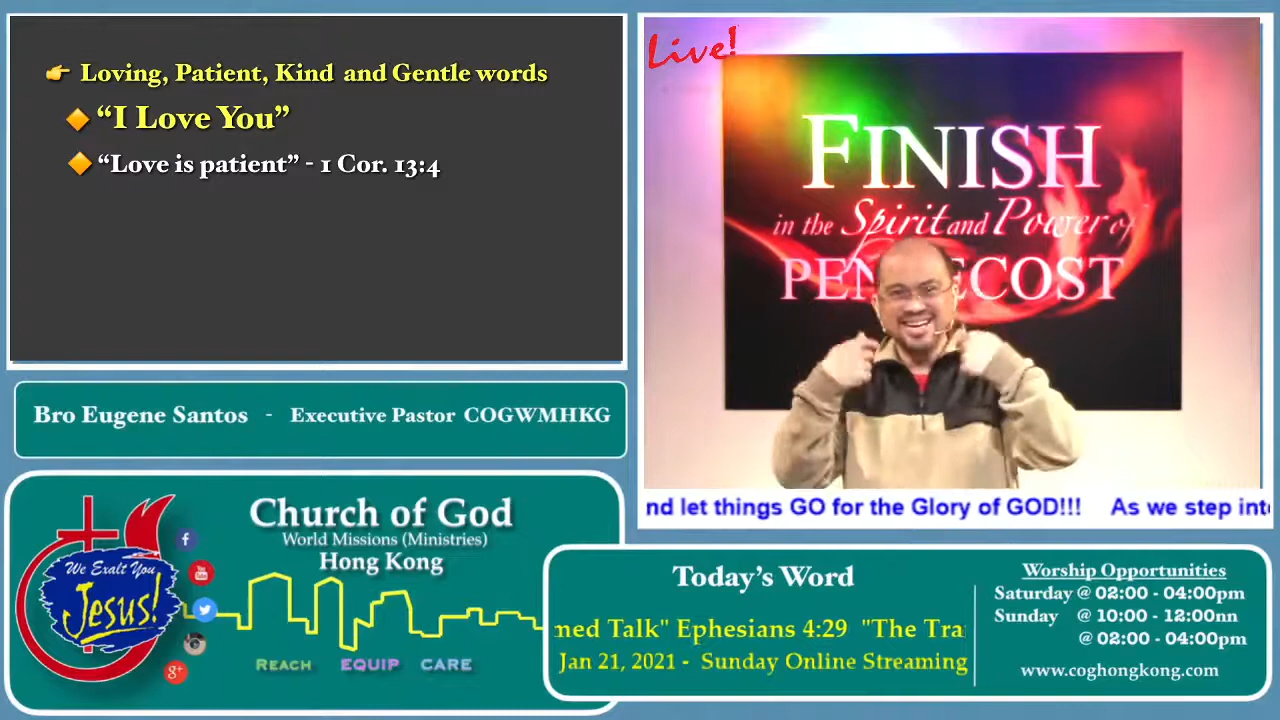 👉 Loving, Patient, Kind and Gentle words
🔶 “I Love You”
🔶 “Love is patient” - 1 Cor. 13:4
Live!
FINISH
in the Spirit and Power of
PENTECOST
nd let things GO for the Glory of GOD!!! As we step int
Bro Eugene Santos - Executive Pastor COGWMHKG
We Exalt You
Jesus!
Church of God
World Missions (Ministries)
Hong Kong
REACH EQUIP CARE
Today’s Word
med Talk" Ephesians 4:29 "The Tra
Jan 21, 2021 - Sunday Online Streaming
Worship Opportunities
Saturday @ 02:00 - 04:00pm
Sunday @ 10:00 - 12:00nn
@ 02:00 - 04:00pm
www.coghongkong.com